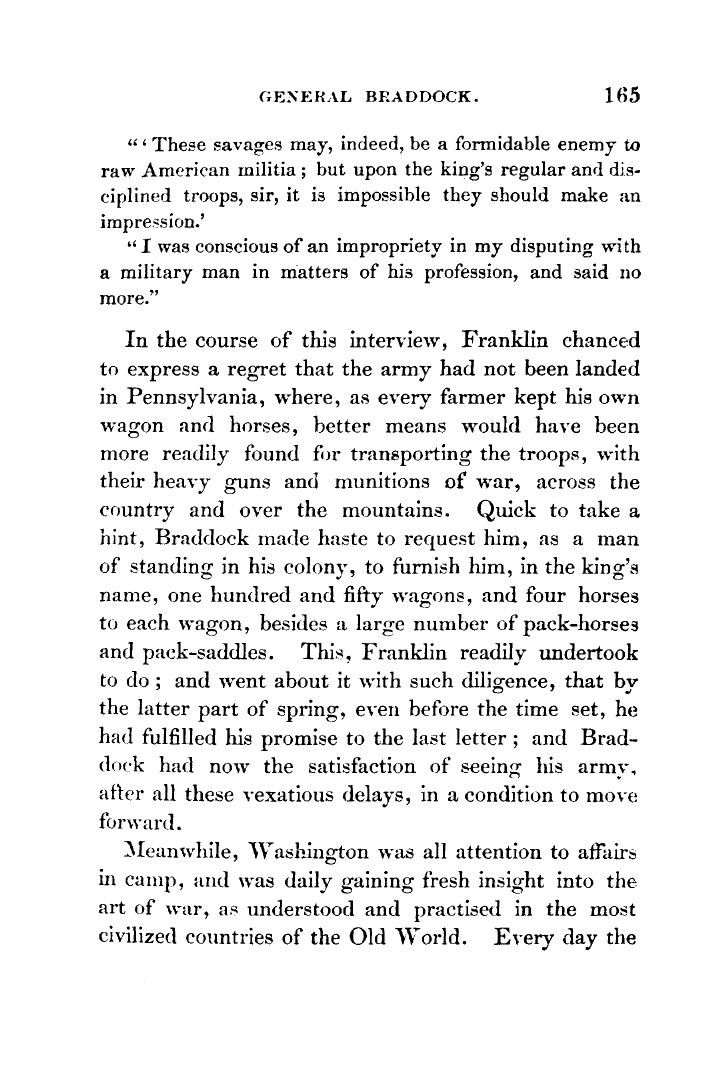 GENERAL BRADDOCK. 165
“‘These savages may, indeed, be a formidable enemy to
raw American militia; but upon the king’s regular and dis-
ciplined troops, sir, it is impossible they should make an
impression.’
“I was conscious of an impropriety in my disputing with
a military man in matters of his profession, and said no
more.”
In the course of this interview, Franklin chanced
to express a regret that the army had not been landed
in Pennsylvania, where, as every farmer kept his own
wagon and horses, better means would have been
more readily found for transporting the troops, with
their heavy guns and munitions of war, across the
country and over the mountains. Quick to take a
hint, Braddock made haste to request him, as a man
of standing in his colony, to furnish him, in the king’s
name, one hundred and fifty wagons, and four horses
to each wagon, besides a large number of pack-horses
and pack-saddles. This, Franklin readily undertook
to do; and went about it with such diligence, that by
the latter part of spring, even before the time set, he
had fulfilled his promise to the last letter; and Brad-
dock had now the satisfaction of seeing his army,
after all these vexatious delays, in a condition to move
forward.
Meanwhile, Washington was all attention to affairs
in camp, and was daily gaining fresh insight into the
art of war, as understood and practised in the most
civilized countries of the Old World. Every day the